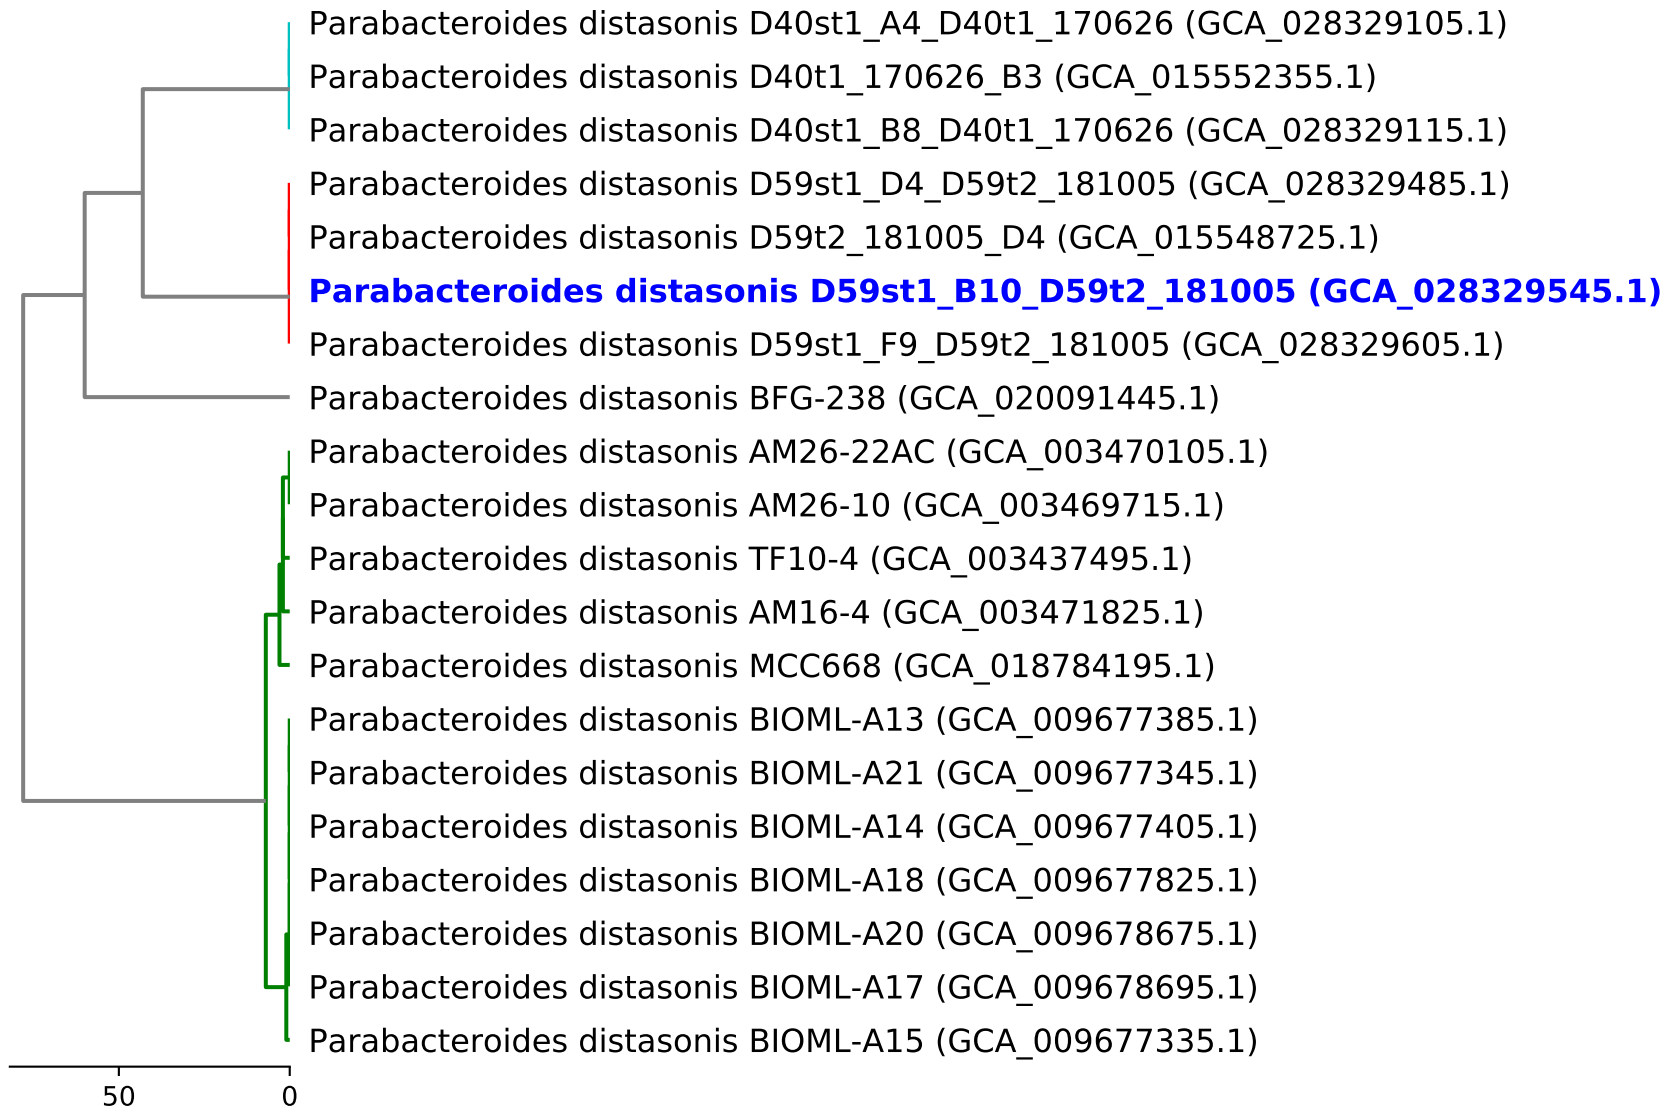 Parabacteroides distasonis D40st1_A4_D40t1_170626 (GCA_028329105.1)
Parabacteroides distasonis D40t1_170626_B3 (GCA_015552355.1)
Parabacteroides distasonis D40st1_B8_D40t1_170626 (GCA_028329115.1)
Parabacteroides distasonis D59st1_D4_D59t2_181005 (GCA_028329485.1)
Parabacteroides distasonis D59t2_181005_D4 (GCA_015548725.1)
Parabacteroides distasonis D59st1_B10_D59t2_181005 (GCA_028329545.1)
Parabacteroides distasonis D59st1_F9_D59t2_181005 (GCA_028329605.1)
Parabacteroides distasonis BFG-238 (GCA_020091445.1)
Parabacteroides distasonis AM26-22AC (GCA_003470105.1)
Parabacteroides distasonis AM26-10 (GCA_003469715.1)
Parabacteroides distasonis TF10-4 (GCA_003437495.1)
Parabacteroides distasonis AM16-4 (GCA_003471825.1)
Parabacteroides distasonis MCC668 (GCA_018784195.1)
Parabacteroides distasonis BIOML-A13 (GCA_009677385.1)
Parabacteroides distasonis BIOML-A21 (GCA_009677345.1)
Parabacteroides distasonis BIOML-A14 (GCA_009677405.1)
Parabacteroides distasonis BIOML-A18 (GCA_009677825.1)
Parabacteroides distasonis BIOML-A20 (GCA_009678675.1)
Parabacteroides distasonis BIOML-A17 (GCA_009678695.1)
Parabacteroides distasonis BIOML-A15 (GCA_009677335.1)
50 0